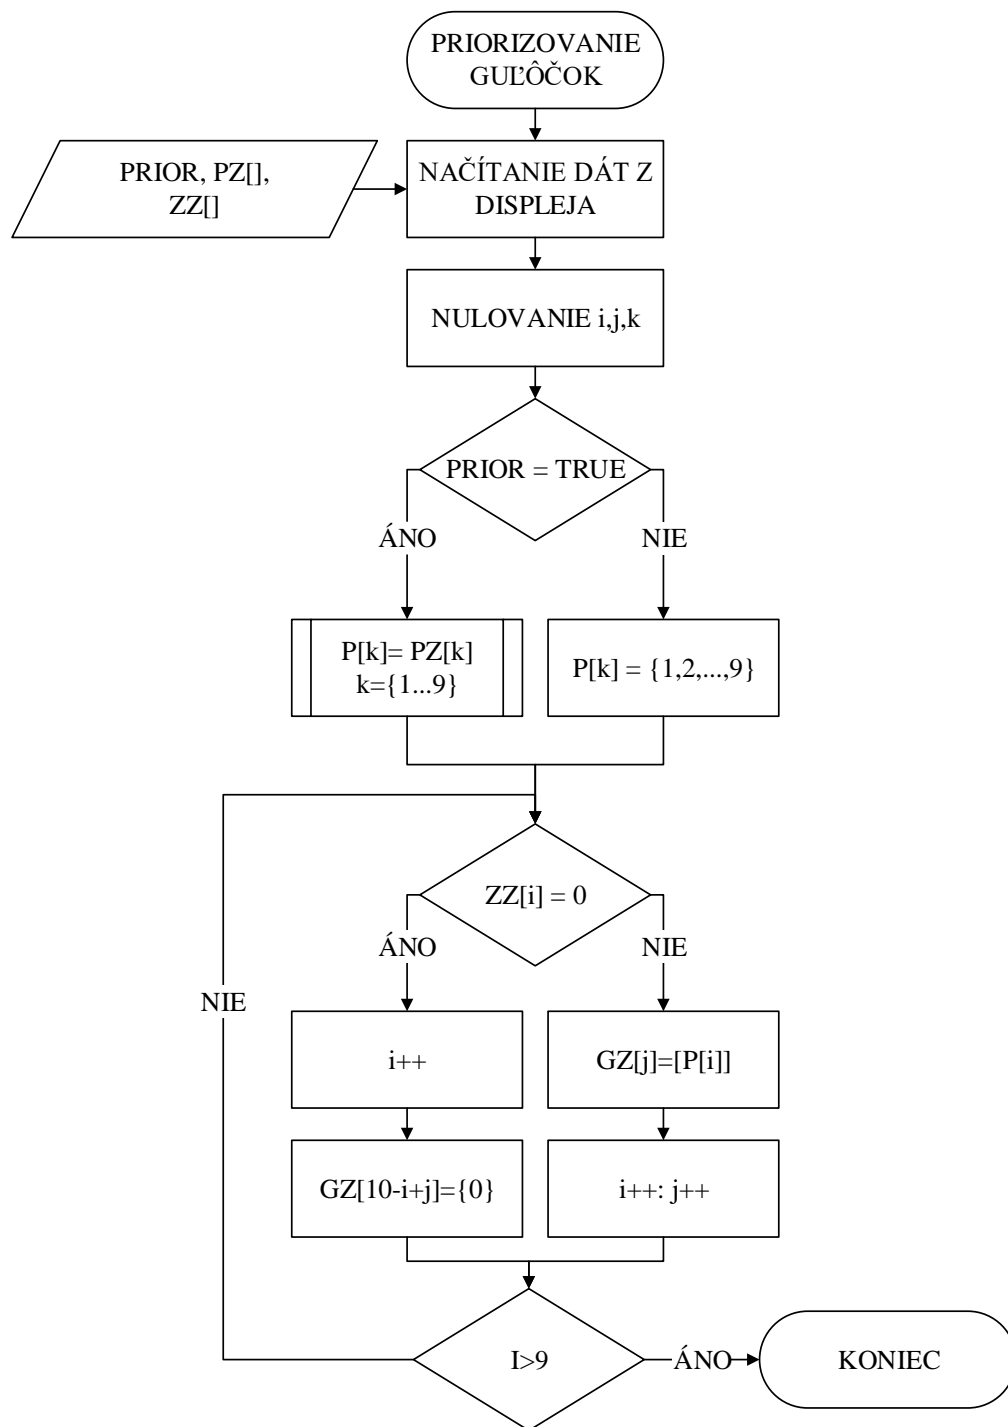 PRIORIZOVANIE
GUĽÔČOK
PRIOR, PZ[],
ZZ[]
NAČÍTANIE DÁT Z
DISPLEJA
NULOVANIE i,j,k
PRIOR = TRUE
ÁNO
NIE
P[k]= PZ[k]
k={1...9}
P[k] = {1,2,...,9}
ZZ[i] = 0
ÁNO
NIE
NIE
i++
GZ[j]=[P[i]]
GZ[10-i+j]={0}
i++: j++
I>9
ÁNO
KONIEC